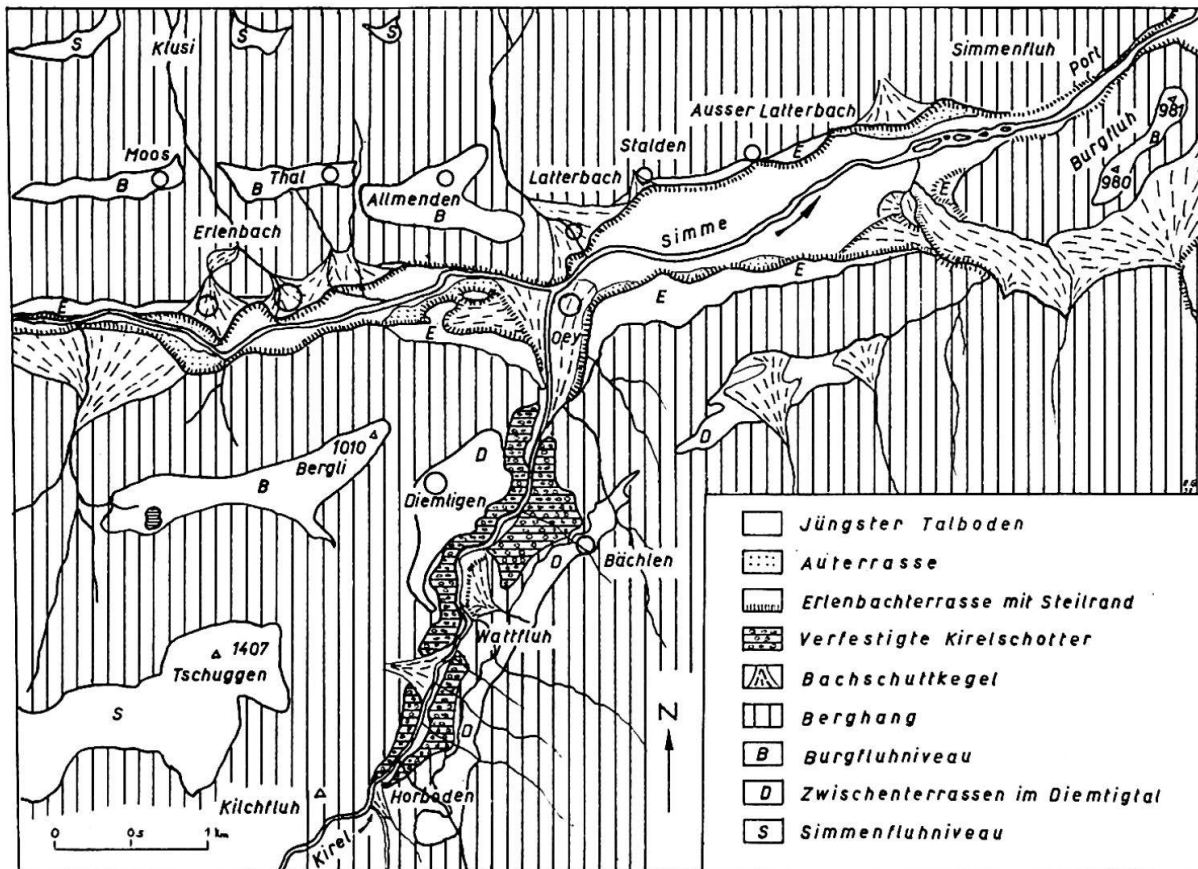 S
Klusi
S
S
Simmenfluh
Port
Ausser Latterbach
981
B
Burgfluh
980
Moos
B
B
Thal
Allmenden
B
Latterbach
Stalden
E
E
Simme
Erlenbach
E
E
E
E
Oey
1010
Bergli
B
D
Diemligen
D
D
Bächlen
Wattfluh
1407
Tschuggen
S
N
D
Kilchfluh
Horboden
Kirel
0 0.5 1 km
Jüngster Talboden
Auterrasse
Erlenbachterrasse mit Steilrand
Verfestigte Kirelschotter
Bachschuttkegel
Berghang
B Burgfluhniveau
D Zwischenterrassen im Diemtigtal
S Simmenfluhniveau